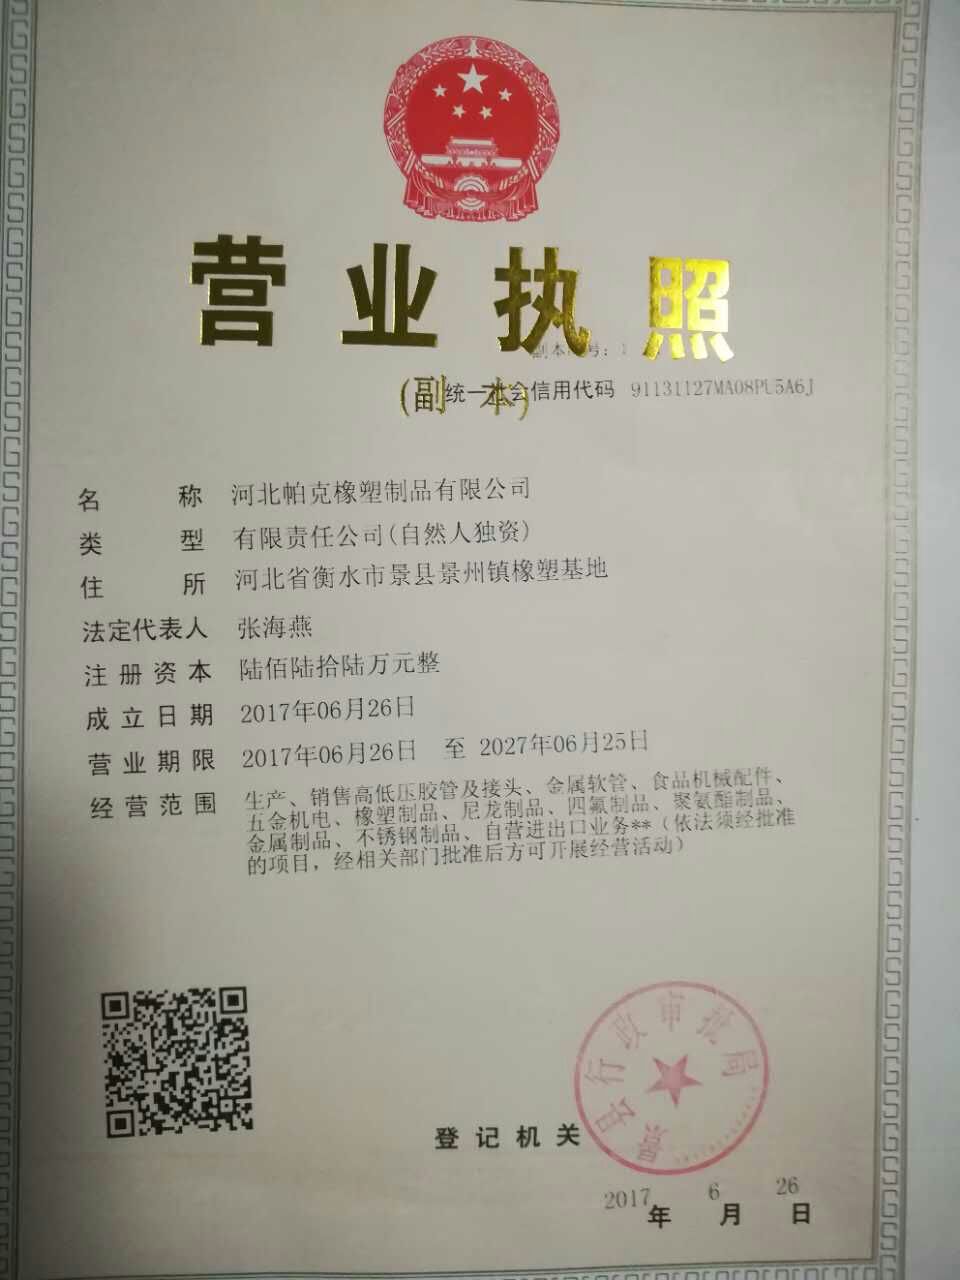 营业执照
副本编号：1
(副 本)
统一社会信用代码 91131127MA08PU5A6J
名 称 河北帕克橡塑制品有限公司
类 型 有限责任公司(自然人独资)
住 所 河北省衡水市景县景州镇橡塑基地
法定代表人 张海燕
注册资本 陆佰陆拾陆万元整
成立日期 2017年06月26日
营业期限 2017年06月26日 至 2027年06月25日
经营范围 生产、销售高低压胶管及接头、金属软管、食品机械配件、
五金机电、橡塑制品、尼龙制品、四氟制品、聚氨酯制品、
金属制品、不锈钢制品、自营进出口业务**（依法须经批准
的项目，经相关部门批准后方可开展经营活动）
景县行政审批局
登记机关
2017年 6月 26日